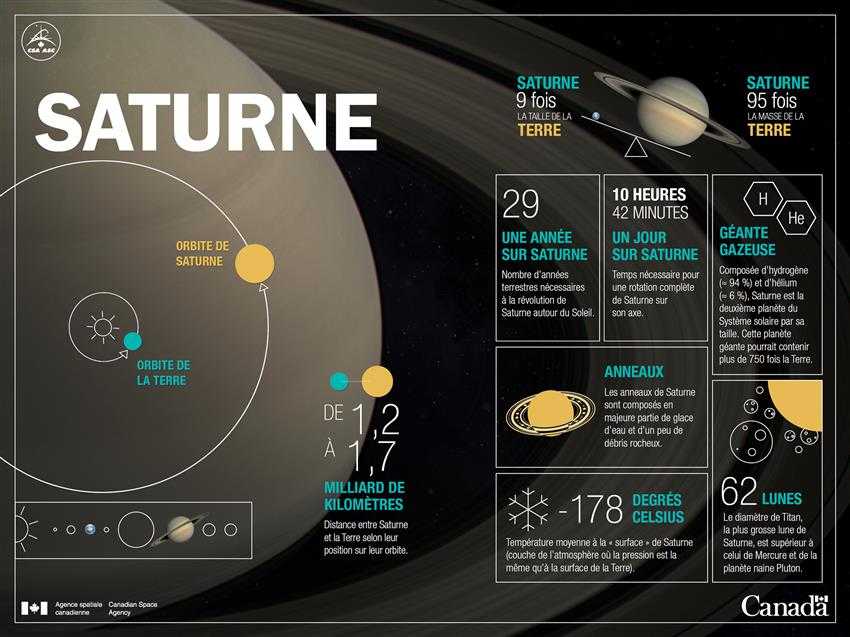 CSA ASC
SATURNE
ORBITE DE
SATURNE
ORBITE DE
LA TERRE
DE 1,2
À 1,7
MILLIARD DE
KILOMÈTRES
Distance entre Saturne
et la Terre selon leur
position sur leur orbite.
SATURNE
9 fois
LA TAILLE DE LA
TERRE
SATURNE
95 fois
LA MASSE DE LA
TERRE
29
UNE ANNÉE
SUR SATURNE
Nombre d'années
terrestres nécessaires
à la révolution de
Saturne autour du Soleil.
10 HEURES
42 MINUTES
UN JOUR
SUR SATURNE
Temps nécessaire pour
une rotation complète
de Saturne sur
son axe.
H
He
GÉANTE
GAZEUSE
Composée d'hydrogène
(≈ 94 %) et d'hélium
(≈ 6 %), Saturne est la
deuxième planète du
Système solaire par sa
taille. Cette planète
géante pourrait contenir
plus de 750 fois la Terre.
ANNEAUX
Les anneaux de Saturne
sont composés en
majeure partie de glace
d'eau et d'un peu de
débris rocheux.
-178 DEGRÉS
CELSIUS
Température moyenne à la « surface » de Saturne
(couche de l'atmosphère où la pression est la
même qu'à la surface de la Terre).
62 LUNES
Le diamètre de Titan,
la plus grosse lune de
Saturne, est supérieur à
celui de Mercure et de la
planète naine Pluton.
Agence spatiale
canadienne
Canadian Space
Agency
Canada